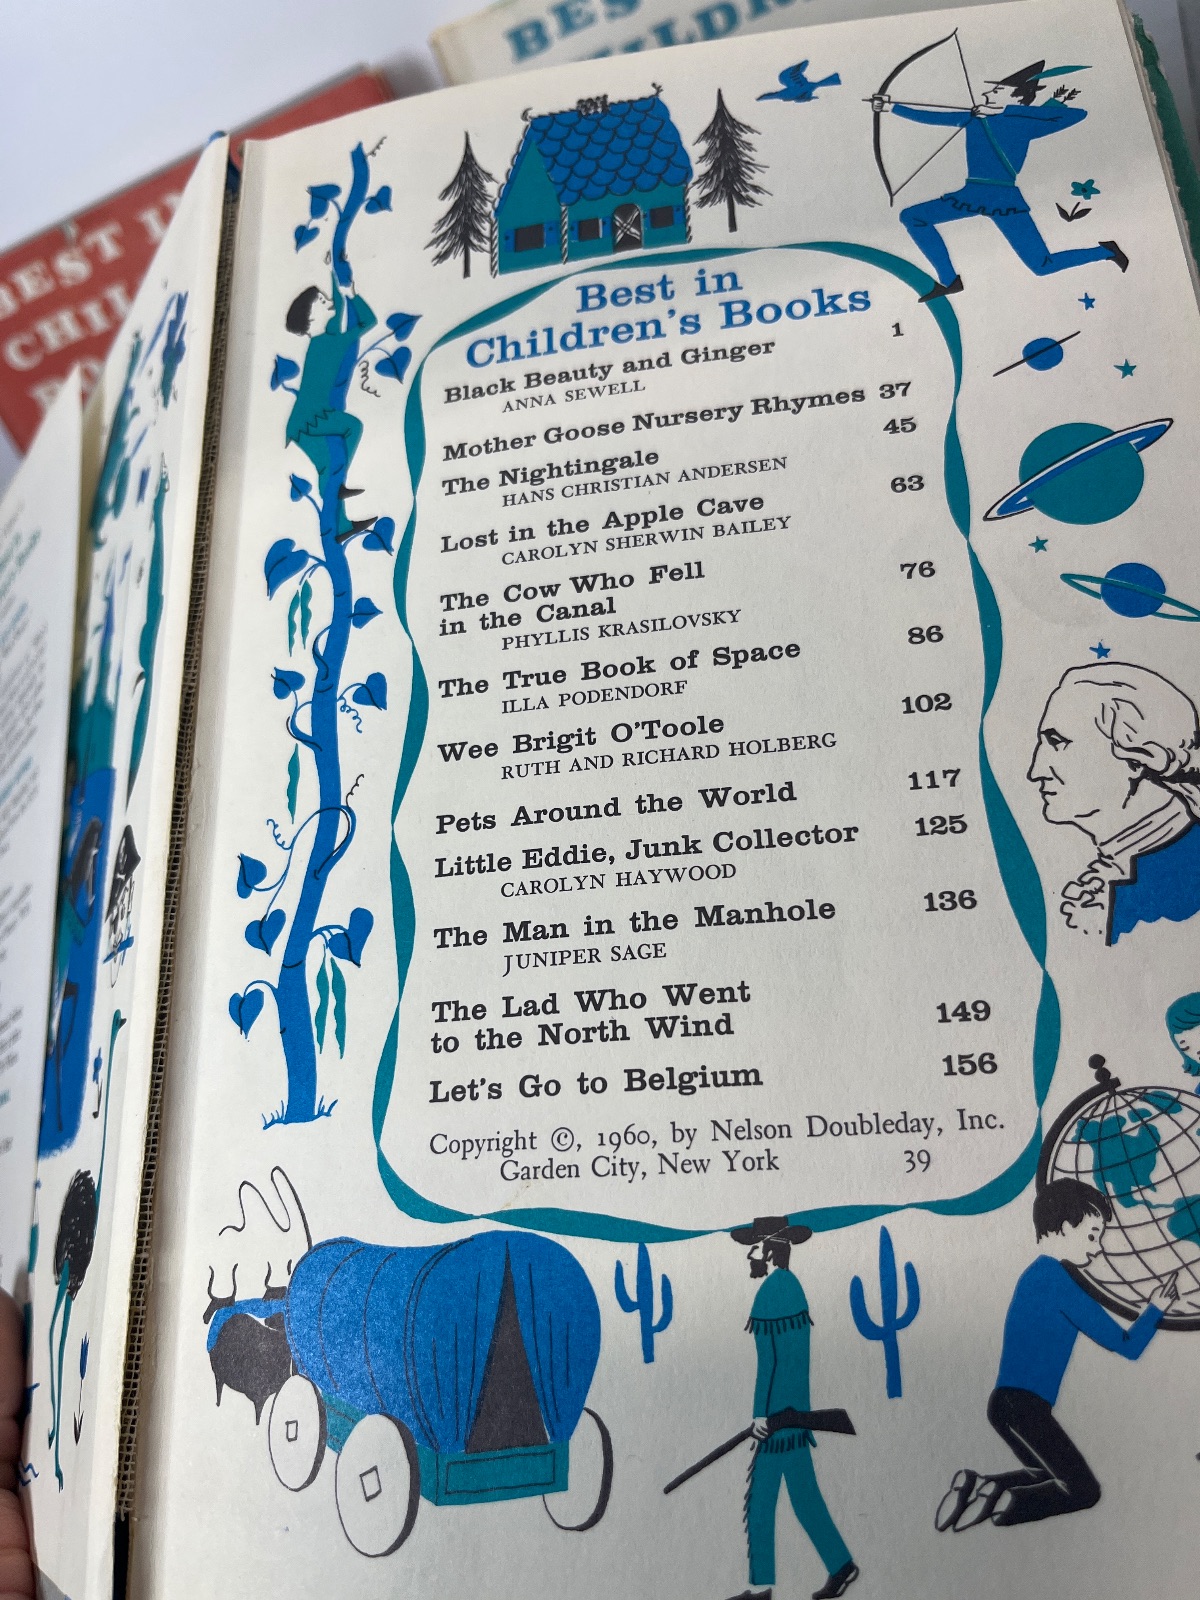 BEST IN
CHIL
BES
CHILDR
Best in
Children's Books
Black Beauty and Ginger 1
ANNA SEWELL
Mother Goose Nursery Rhymes 37
The Nightingale 45
HANS CHRISTIAN ANDERSEN
Lost in the Apple Cave 63
CAROLYN SHERWIN BAILEY
The Cow Who Fell
in the Canal 76
PHYLLIS KRASILOVSKY
The True Book of Space 86
ILLA PODENDORF
Wee Brigit O'Toole 102
RUTH AND RICHARD HOLBERG
Pets Around the World 117
Little Eddie, Junk Collector 125
CAROLYN HAYWOOD
The Man in the Manhole 136
JUNIPER SAGE
The Lad Who Went
to the North Wind 149
Let's Go to Belgium 156
Copyright ©, 1960, by Nelson Doubleday, Inc.
Garden City, New York 39